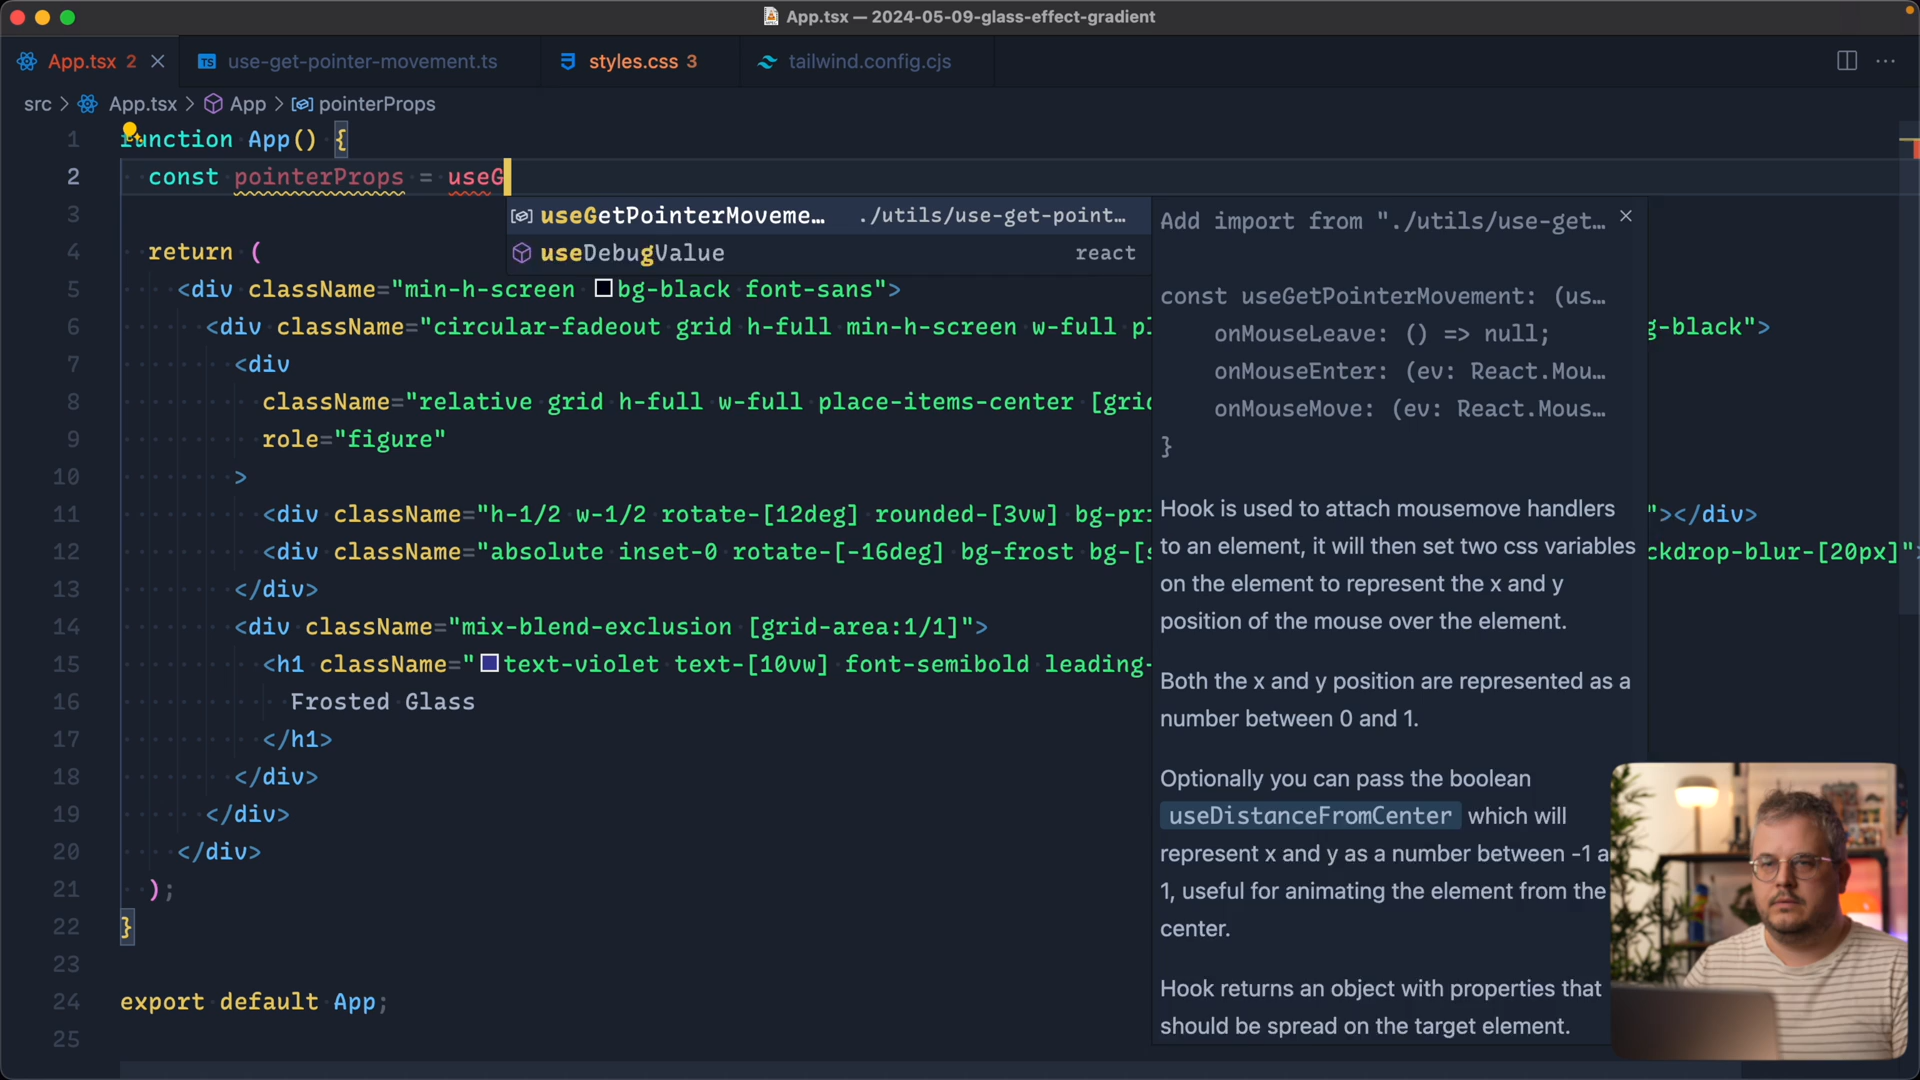 App.tsx — 2024-05-09-glass-effect-gradient
App.tsx 2
TS use-get-pointer-movement.ts
styles.css 3
tailwind.config.cjs
src > App.tsx > App > pointerProps
1 function App() {
2 const pointerProps = useG
useGetPointerMoveme… ./utils/use-get-point…
useDebugValue react
3
4 return (
5 <div className="min-h-screen bg-black font-sans">
6 <div className="circular-fadeout grid h-full min-h-screen w-full pl g-black">
7 <div
8 className="relative grid h-full w-full place-items-center [grid
9 role="figure"
10 >
11 <div className="h-1/2 w-1/2 rotate-[12deg] rounded-[3vw] bg-pri "></div>
12 <div className="absolute inset-0 rotate-[-16deg] bg-frost bg-[s ckdrop-blur-[20px]">
13 </div>
14 <div className="mix-blend-exclusion [grid-area:1/1]">
15 <h1 className="text-violet text-[10vw] font-semibold leading-
16 Frosted Glass
17 </h1>
18 </div>
19 </div>
20 </div>
21 );
22 }
23
24 export default App;
25
Add import from "./utils/use-get…
const useGetPointerMovement: (us…
onMouseLeave: () => null;
onMouseEnter: (ev: React.Mou…
onMouseMove: (ev: React.Mous…
}
Hook is used to attach mousemove handlers
to an element, it will then set two css variables
on the element to represent the x and y
position of the mouse over the element.
Both the x and y position are represented as a
number between 0 and 1.
Optionally you can pass the boolean
useDistanceFromCenter which will
represent x and y as a number between -1 a
1, useful for animating the element from the
center.
Hook returns an object with properties that
should be spread on the target element.